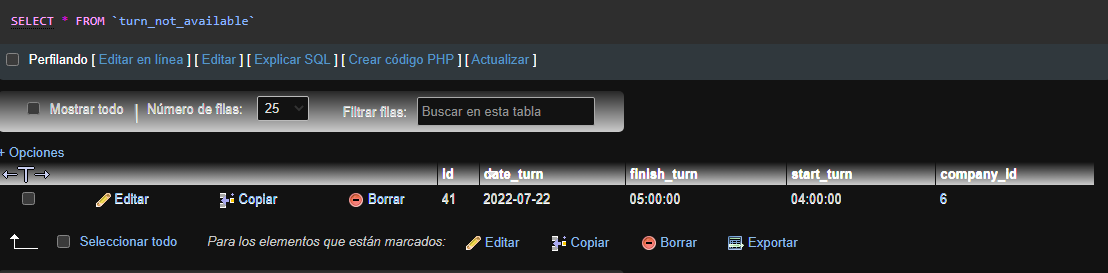 SELECT * FROM `turn_not_available`
Perfilando [ Editar en línea ] [ Editar ] [ Explicar SQL ] [ Crear código PHP ] [ Actualizar ]
Mostrar todo | Número de filas: 25 Filtrar filas: Buscar en esta tabla
+ Opciones
←T→ id date_turn finish_turn start_turn company_id
Editar Copiar Borrar 41 2022-07-22 05:00:00 04:00:00 6
Seleccionar todo Para los elementos que están marcados: Editar Copiar Borrar Exportar